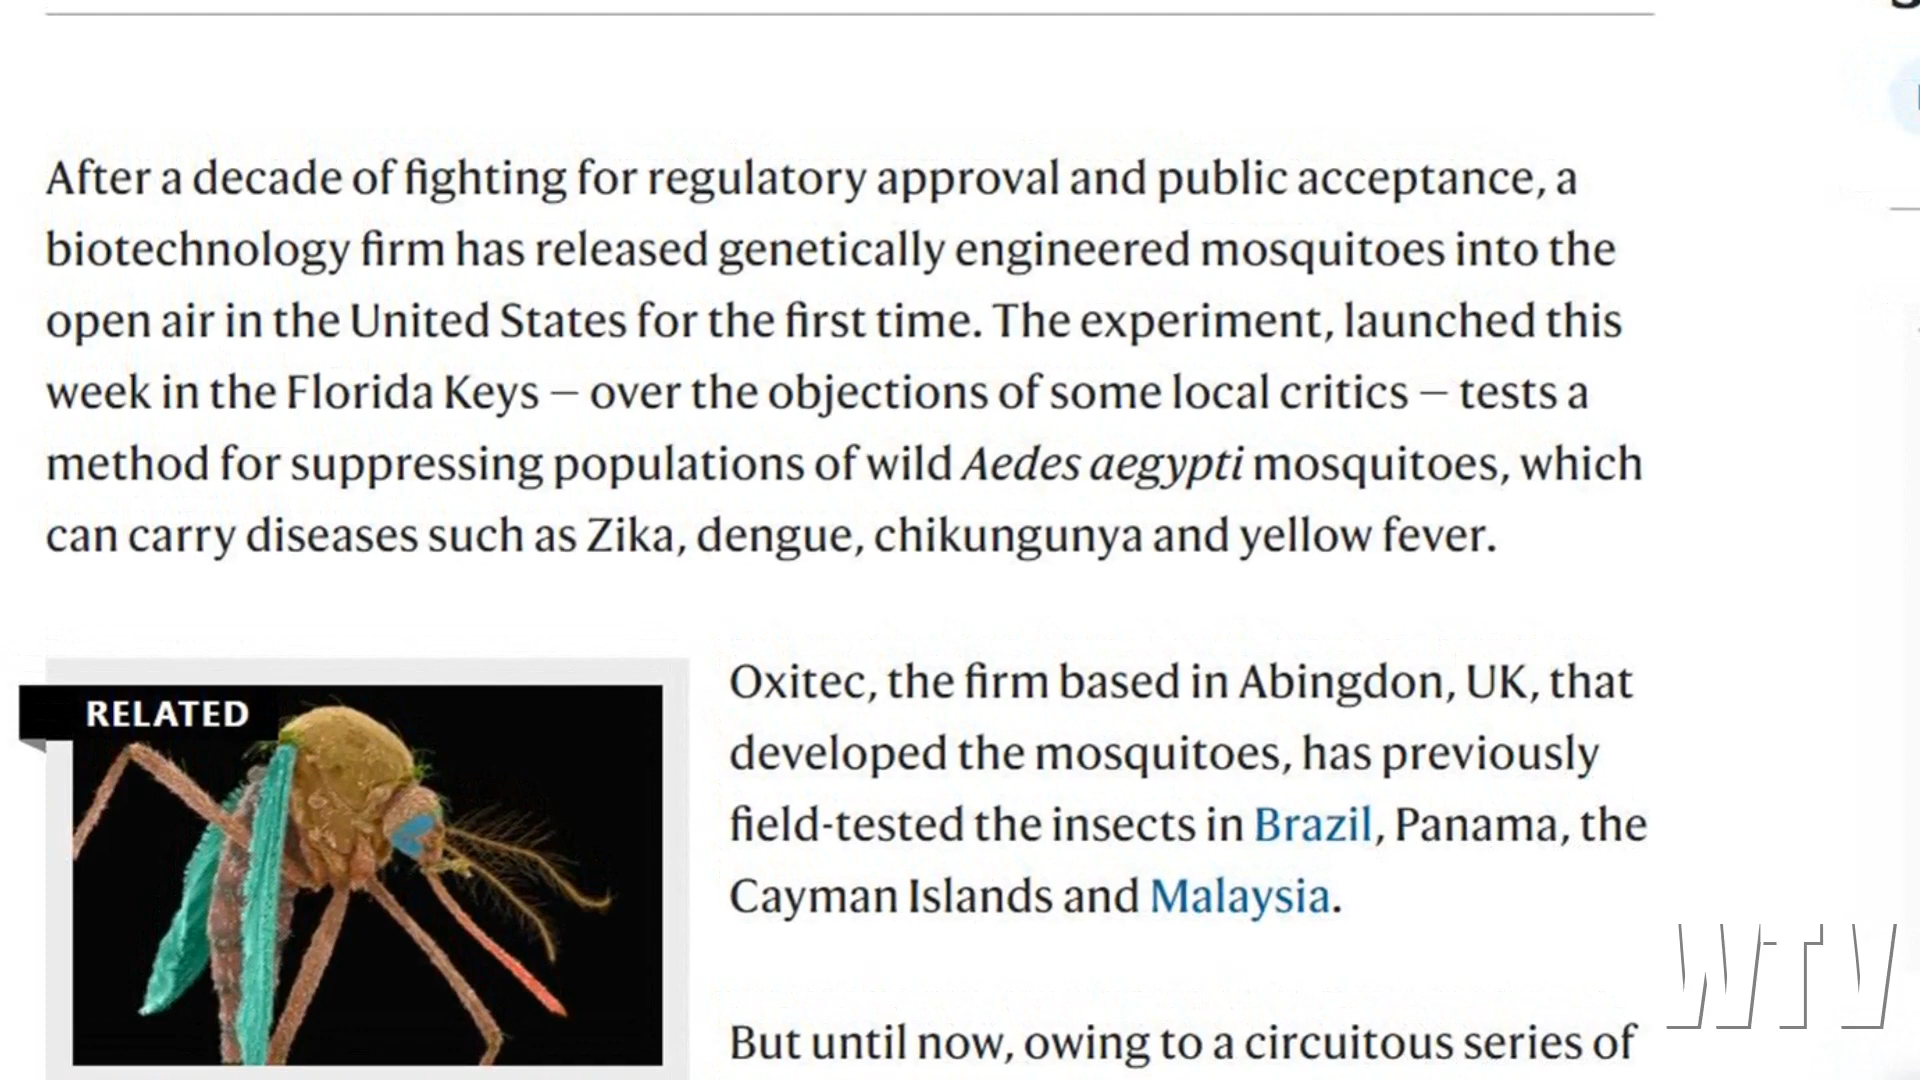 After a decade of fighting for regulatory approval and public acceptance, a
biotechnology firm has released genetically engineered mosquitoes into the
open air in the United States for the first time. The experiment, launched this
week in the Florida Keys — over the objections of some local critics — tests a
method for suppressing populations of wild Aedes aegypti mosquitoes, which
can carry diseases such as Zika, dengue, chikungunya and yellow fever.
RELATED
Oxitec, the firm based in Abingdon, UK, that
developed the mosquitoes, has previously
field-tested the insects in Brazil, Panama, the
Cayman Islands and Malaysia.
But until now, owing to a circuitous series of
WTV